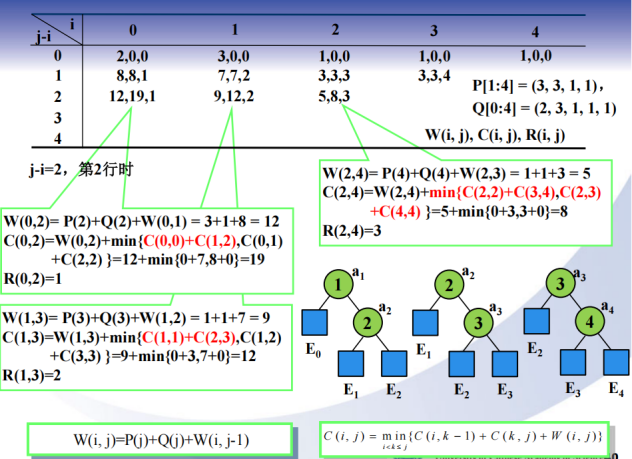 i
j-i
0 1 2 3 4
0 2,0,0 3,0,0 1,0,0 1,0,0 1,0,0
1 8,8,1 7,7,2 3,3,3 3,3,4
2 12,19,1 9,12,2 5,8,3
3
4
P[1:4] = (3, 3, 1, 1),
Q[0:4] = (2, 3, 1, 1, 1)
W(i, j), C(i, j), R(i, j)
j-i=2，第2行时
W(2,4)= P(4)+Q(4)+W(2,3) = 1+1+3 = 5
C(2,4)=W(2,4)+min{C(2,2)+C(3,4),C(2,3)
+C(4,4) }=5+min{0+3,3+0}=8
R(2,4)=3
W(0,2)= P(2)+Q(2)+W(0,1) = 3+1+8 = 12
C(0,2)=W(0,2)+min{C(0,0)+C(1,2),C(0,1)
+C(2,2) }=12+min{0+7,8+0}=19
R(0,2)=1
W(1,3)= P(3)+Q(3)+W(1,2) = 1+1+7 = 9
C(1,3)=W(1,3)+min{C(1,1)+C(2,3),C(1,2)
+C(3,3) }=9+min{0+3,7+0}=12
R(1,3)=2
1 a1
2 a2
E0
E1 E2
2 a2
3 a3
E1
E2 E3
3 a3
4 a4
E2
E3 E4
W(i, j)=P(j)+Q(j)+W(i, j-1)
C (i, j) = min{C (i, k − 1) + C (k, j) + W (i, j)}
i<k≤ j